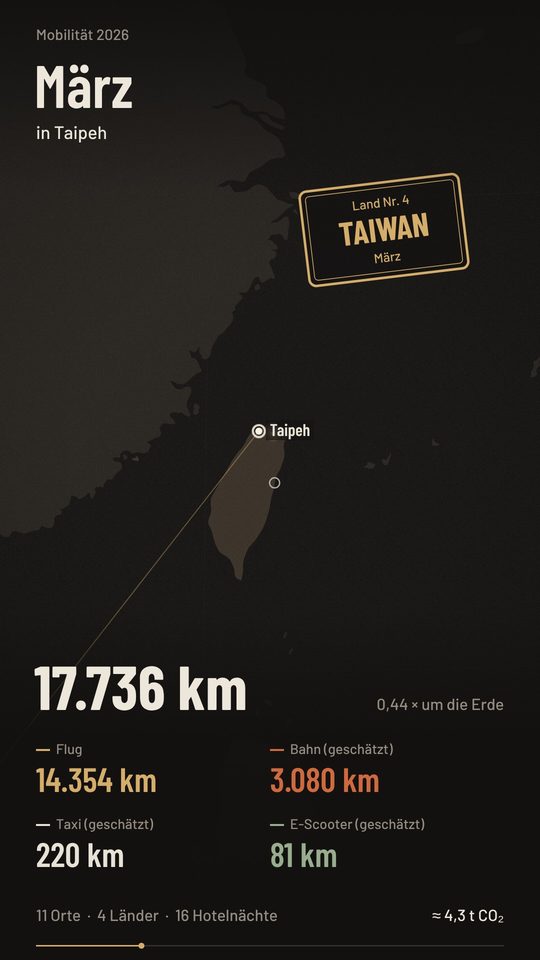 Mobilität 2026
März
in Taipeh
Land Nr. 4
TAIWAN
März
Taipeh
17.736 km
0,44 × um die Erde
Flug
14.354 km
Bahn (geschätzt)
3.080 km
Taxi (geschätzt)
220 km
E-Scooter (geschätzt)
81 km
11 Orte · 4 Länder · 16 Hotelnächte
≈ 4,3 t CO₂